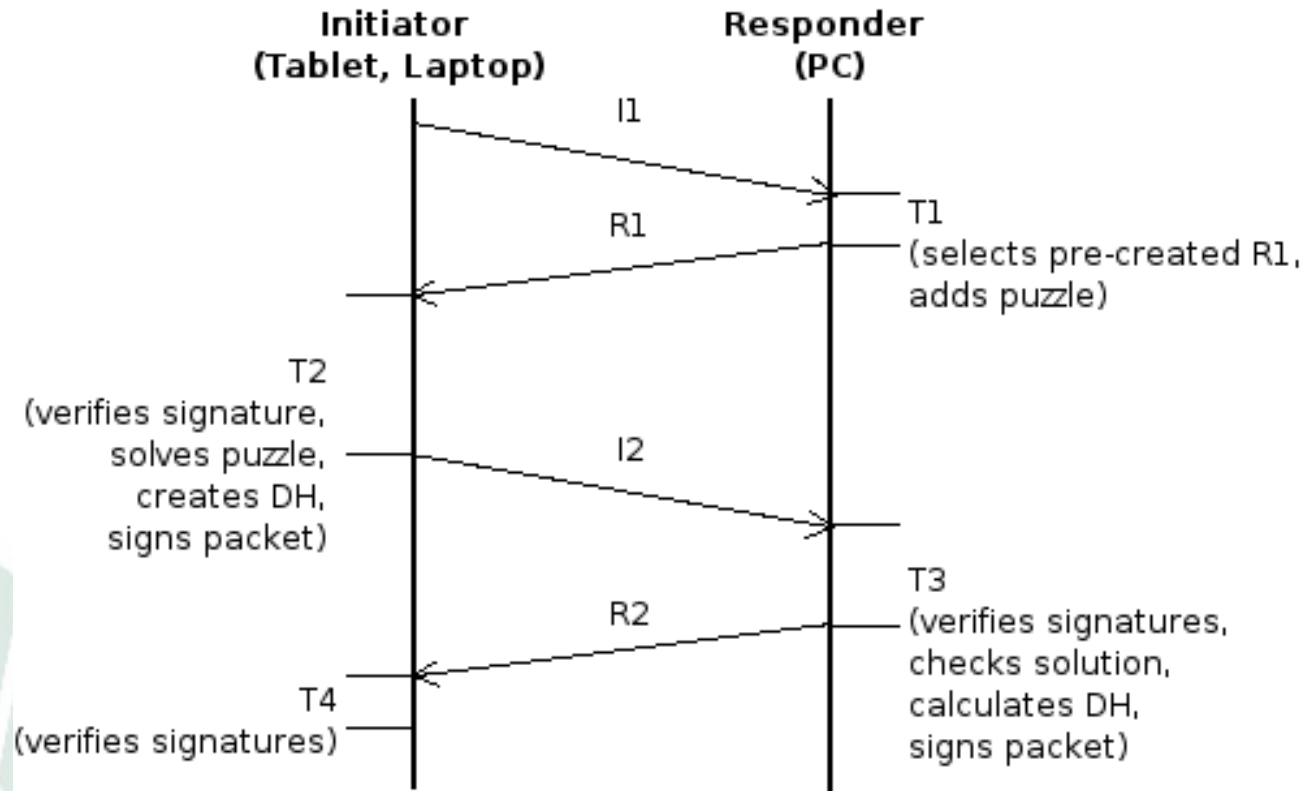 Initiator
(Tablet, Laptop)
Responder
(PC)
I1
T1
(selects pre-created R1,
adds puzzle)
R1
T2
(verifies signature,
solves puzzle,
creates DH,
signs packet)
I2
T3
(verifies signatures,
checks solution,
calculates DH,
signs packet)
R2
T4
(verifies signatures)